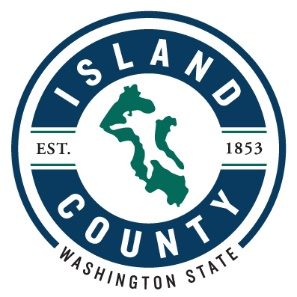 ISLAND
EST. 1853
COUNTY
WASHINGTON STATE